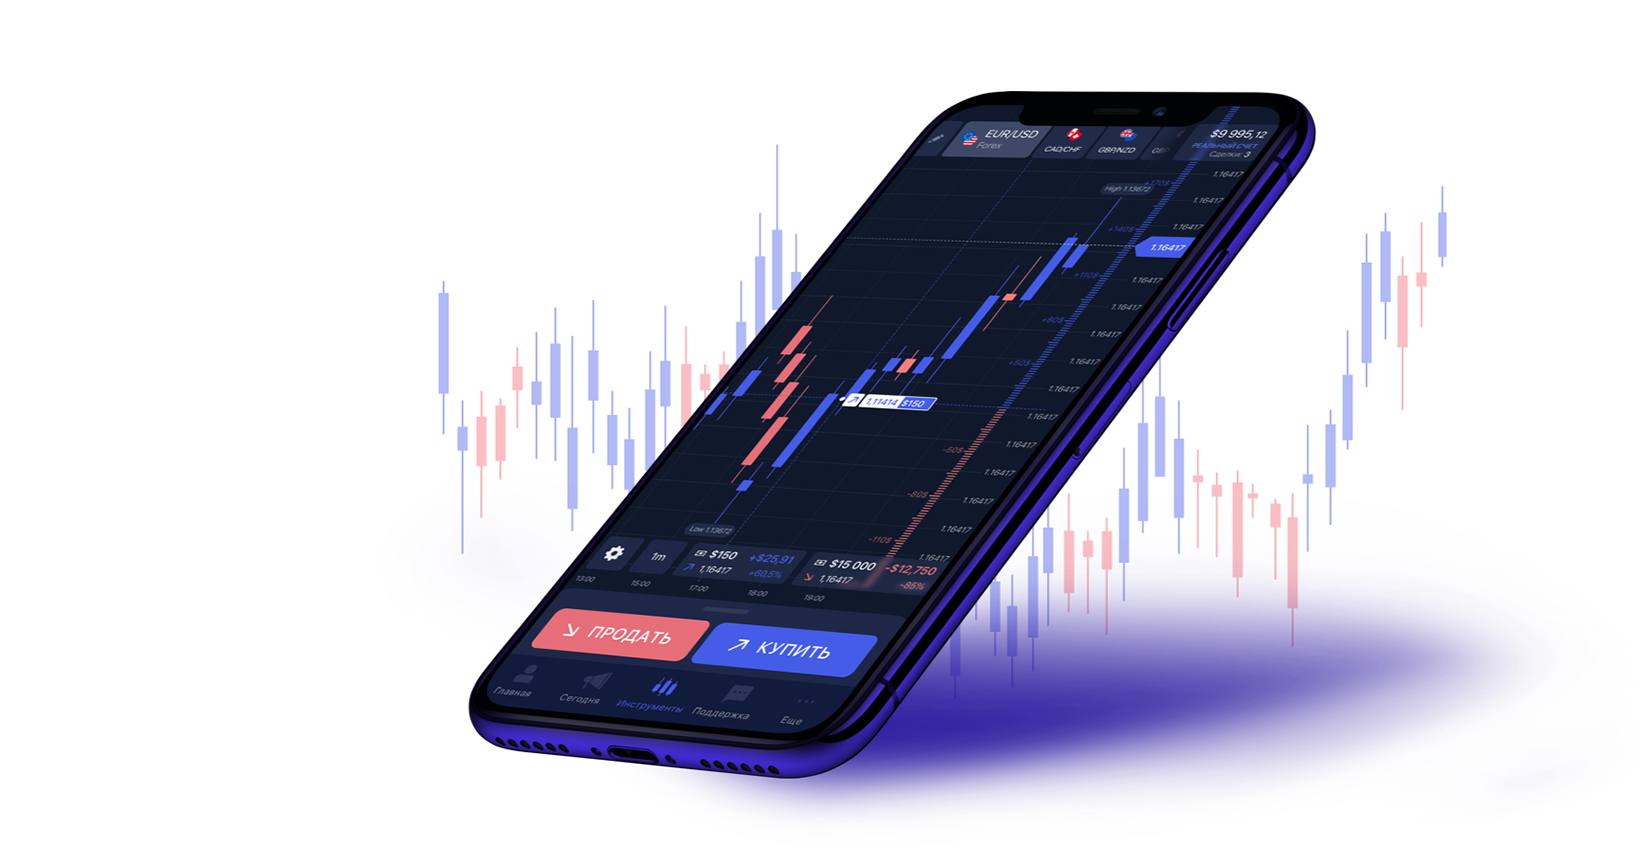 EUR/USD
Forex
CAD/CHF
GBP/NZD
GBP
$9 995,12
РЕАЛЬНЫЙ СЧЕТ
Сделки: 3
1.16417
High 1.13672
+170$
1.16417
1.16417
+140$
1.16417
+110$
1.16417
1.16417
+80$
1.16417
1.16417
+50$
1.16417
1,11414 $150
1.16417
1.16417
-50$
1.16417
-80$
1.16417
Low 1.13672
1.16417
-110$
1.16417
1m
$150 +$25,91
1,16417 +60,5%
$15 000 -$12,750
1,16417 -85%
13:00 15:00 17:00 18:00 19:00
ПРОДАТЬ
КУПИТЬ
Главная
Сегодня
Инструменты
Поддержка
Еще